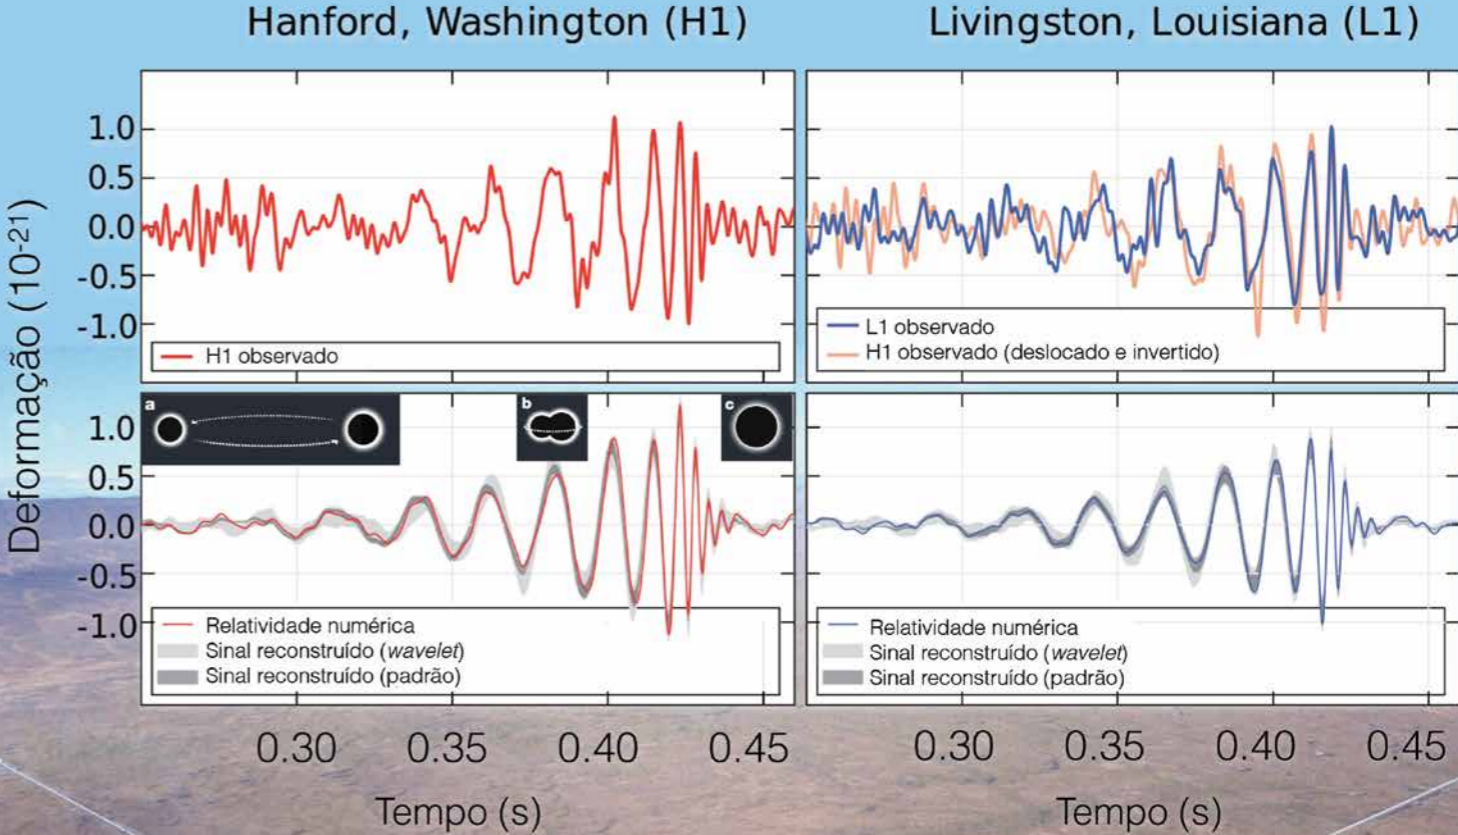 Hanford, Washington (H1)
Livingston, Louisiana (L1)
Deformação (10-21)
1.0
0.5
0.0
-0.5
-1.0
H1 observado
L1 observado
H1 observado (deslocado e invertido)
a
b
c
1.0
0.5
0.0
-0.5
-1.0
Relatividade numérica
Sinal reconstruído (wavelet)
Sinal reconstruído (padrão)
Relatividade numérica
Sinal reconstruído (wavelet)
Sinal reconstruído (padrão)
0.30 0.35 0.40 0.45
0.30 0.35 0.40 0.45
Tempo (s)
Tempo (s)